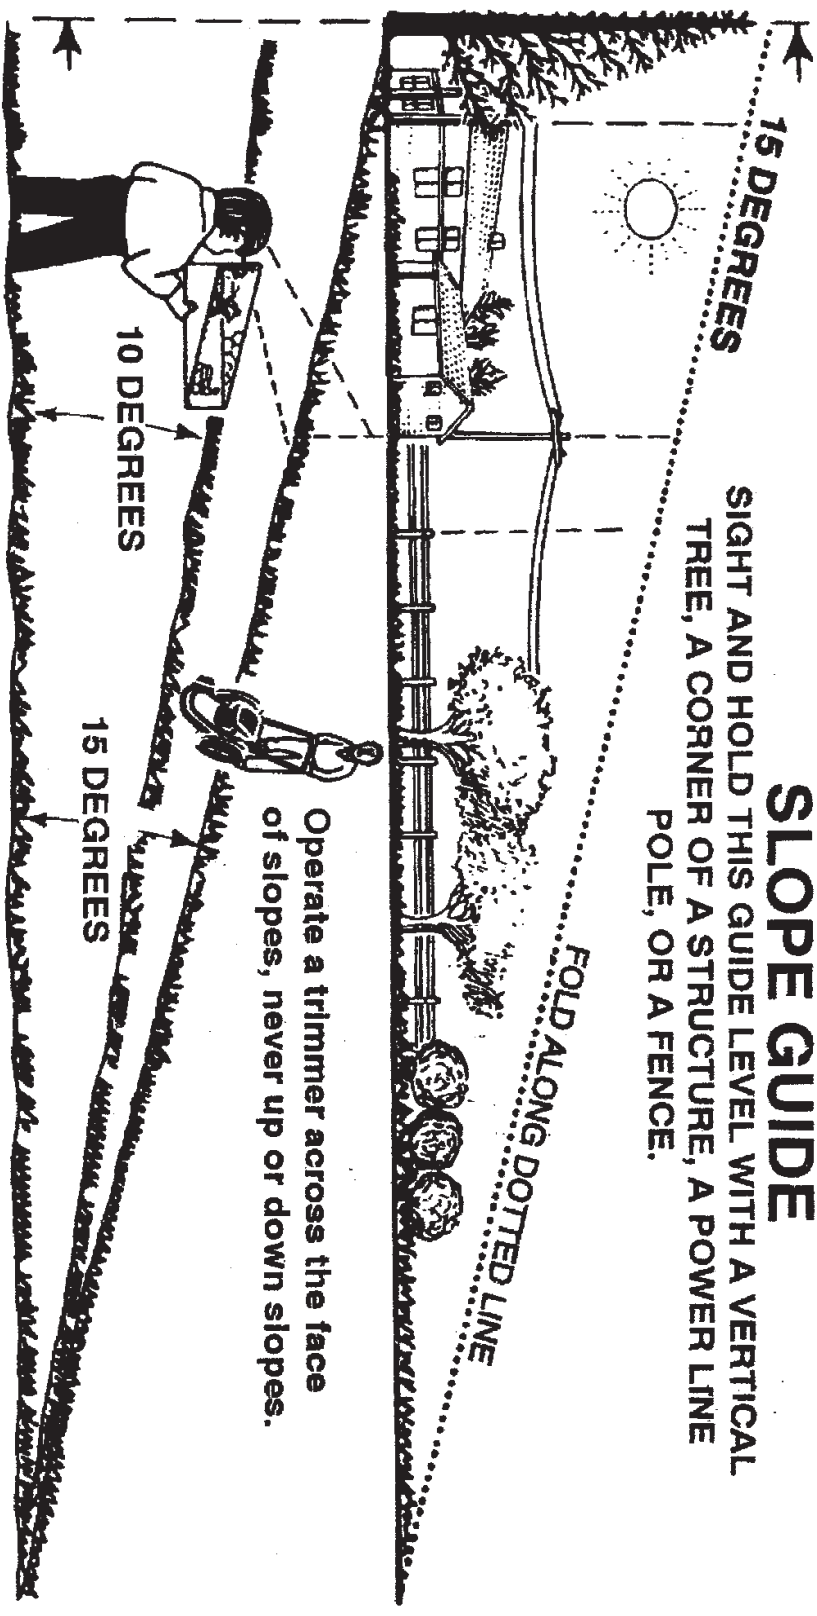 SLOPE GUIDE
SIGHT AND HOLD THIS GUIDE LEVEL WITH A VERTICAL
TREE, A CORNER OF A STRUCTURE, A POWER LINE
POLE, OR A FENCE.
15 DEGREES
FOLD ALONG DOTTED LINE
Operate a trimmer across the face
of slopes, never up or down slopes.
10 DEGREES
15 DEGREES